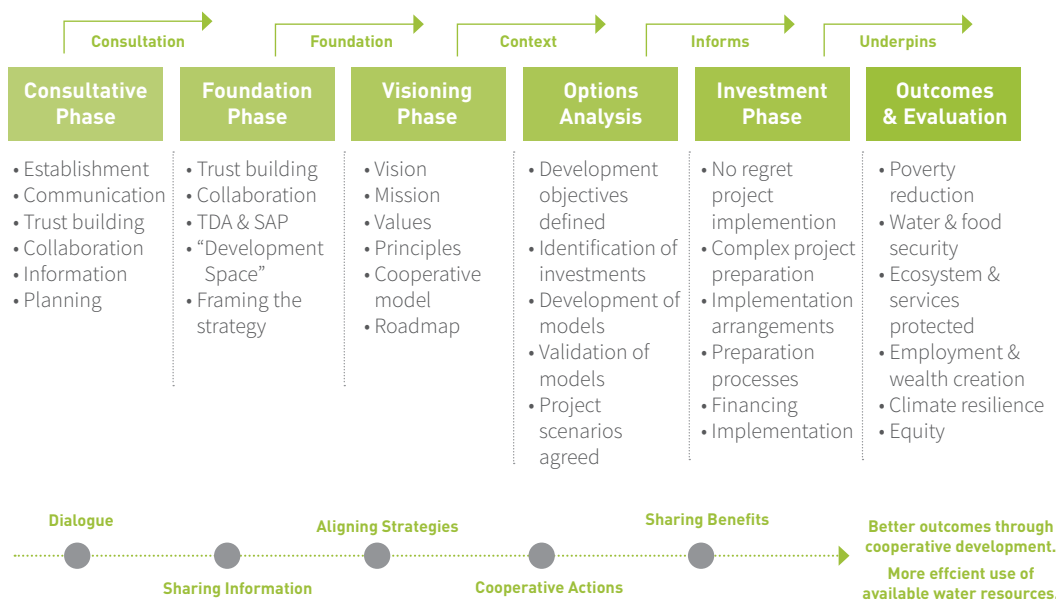 Consultation
Foundation
Context
Informs
Underpins
Consultative
Phase
Foundation
Phase
Visioning
Phase
Options
Analysis
Investment
Phase
Outcomes
& Evaluation
• Establishment
• Communication
• Trust building
• Collaboration
• Information
• Planning
• Trust building
• Collaboration
• TDA & SAP
• “Development
Space”
• Framing the
strategy
• Vision
• Mission
• Values
• Principles
• Cooperative
model
• Roadmap
• Development
objectives
defined
• Identification of
investments
• Development of
models
• Validation of
models
• Project
scenarios
agreed
• No regret
project
implemention
• Complex project
preparation
• Implementation
arrangements
• Preparation
processes
• Financing
• Implementation
• Poverty
reduction
• Water & food
security
• Ecosystem &
services
protected
• Employment &
wealth creation
• Climate resilience
• Equity
Dialogue
Sharing Information
Aligning Strategies
Cooperative Actions
Sharing Benefits
Better outcomes through
cooperative development.
More effcient use of
available water resources.